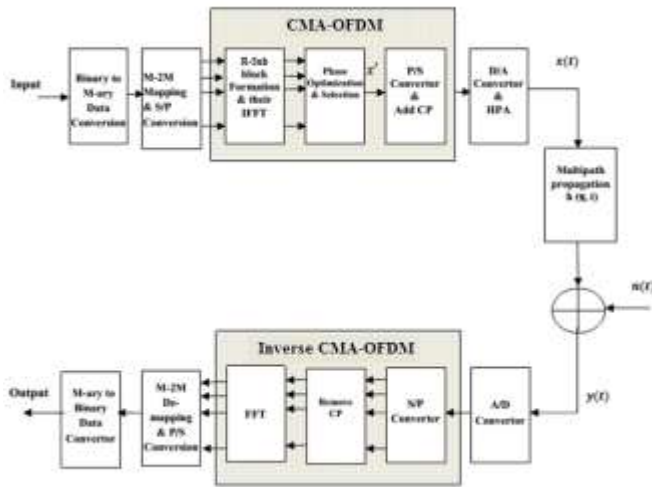 CMA-OFDM
Input
Binary to
M-ary
Data
Conversion
M-2M
Mapping
& S/P
Conversion
R-Sub
block
Formation
& their
IFFT
Phase
Optimization
& Selection
x'
P/S
Converter
&
Add CP
D/A
Converter
&
HPA
s(t)
Multipath
propagation
n(t)
y(t)
Inverse CMA-OFDM
Output
M-ary to
Binary
Data
Convertor
M-2M
De-
mapping
& P/S
Conversion
FFT
Remove
CP
S/P
Converter
A/D
Convertor